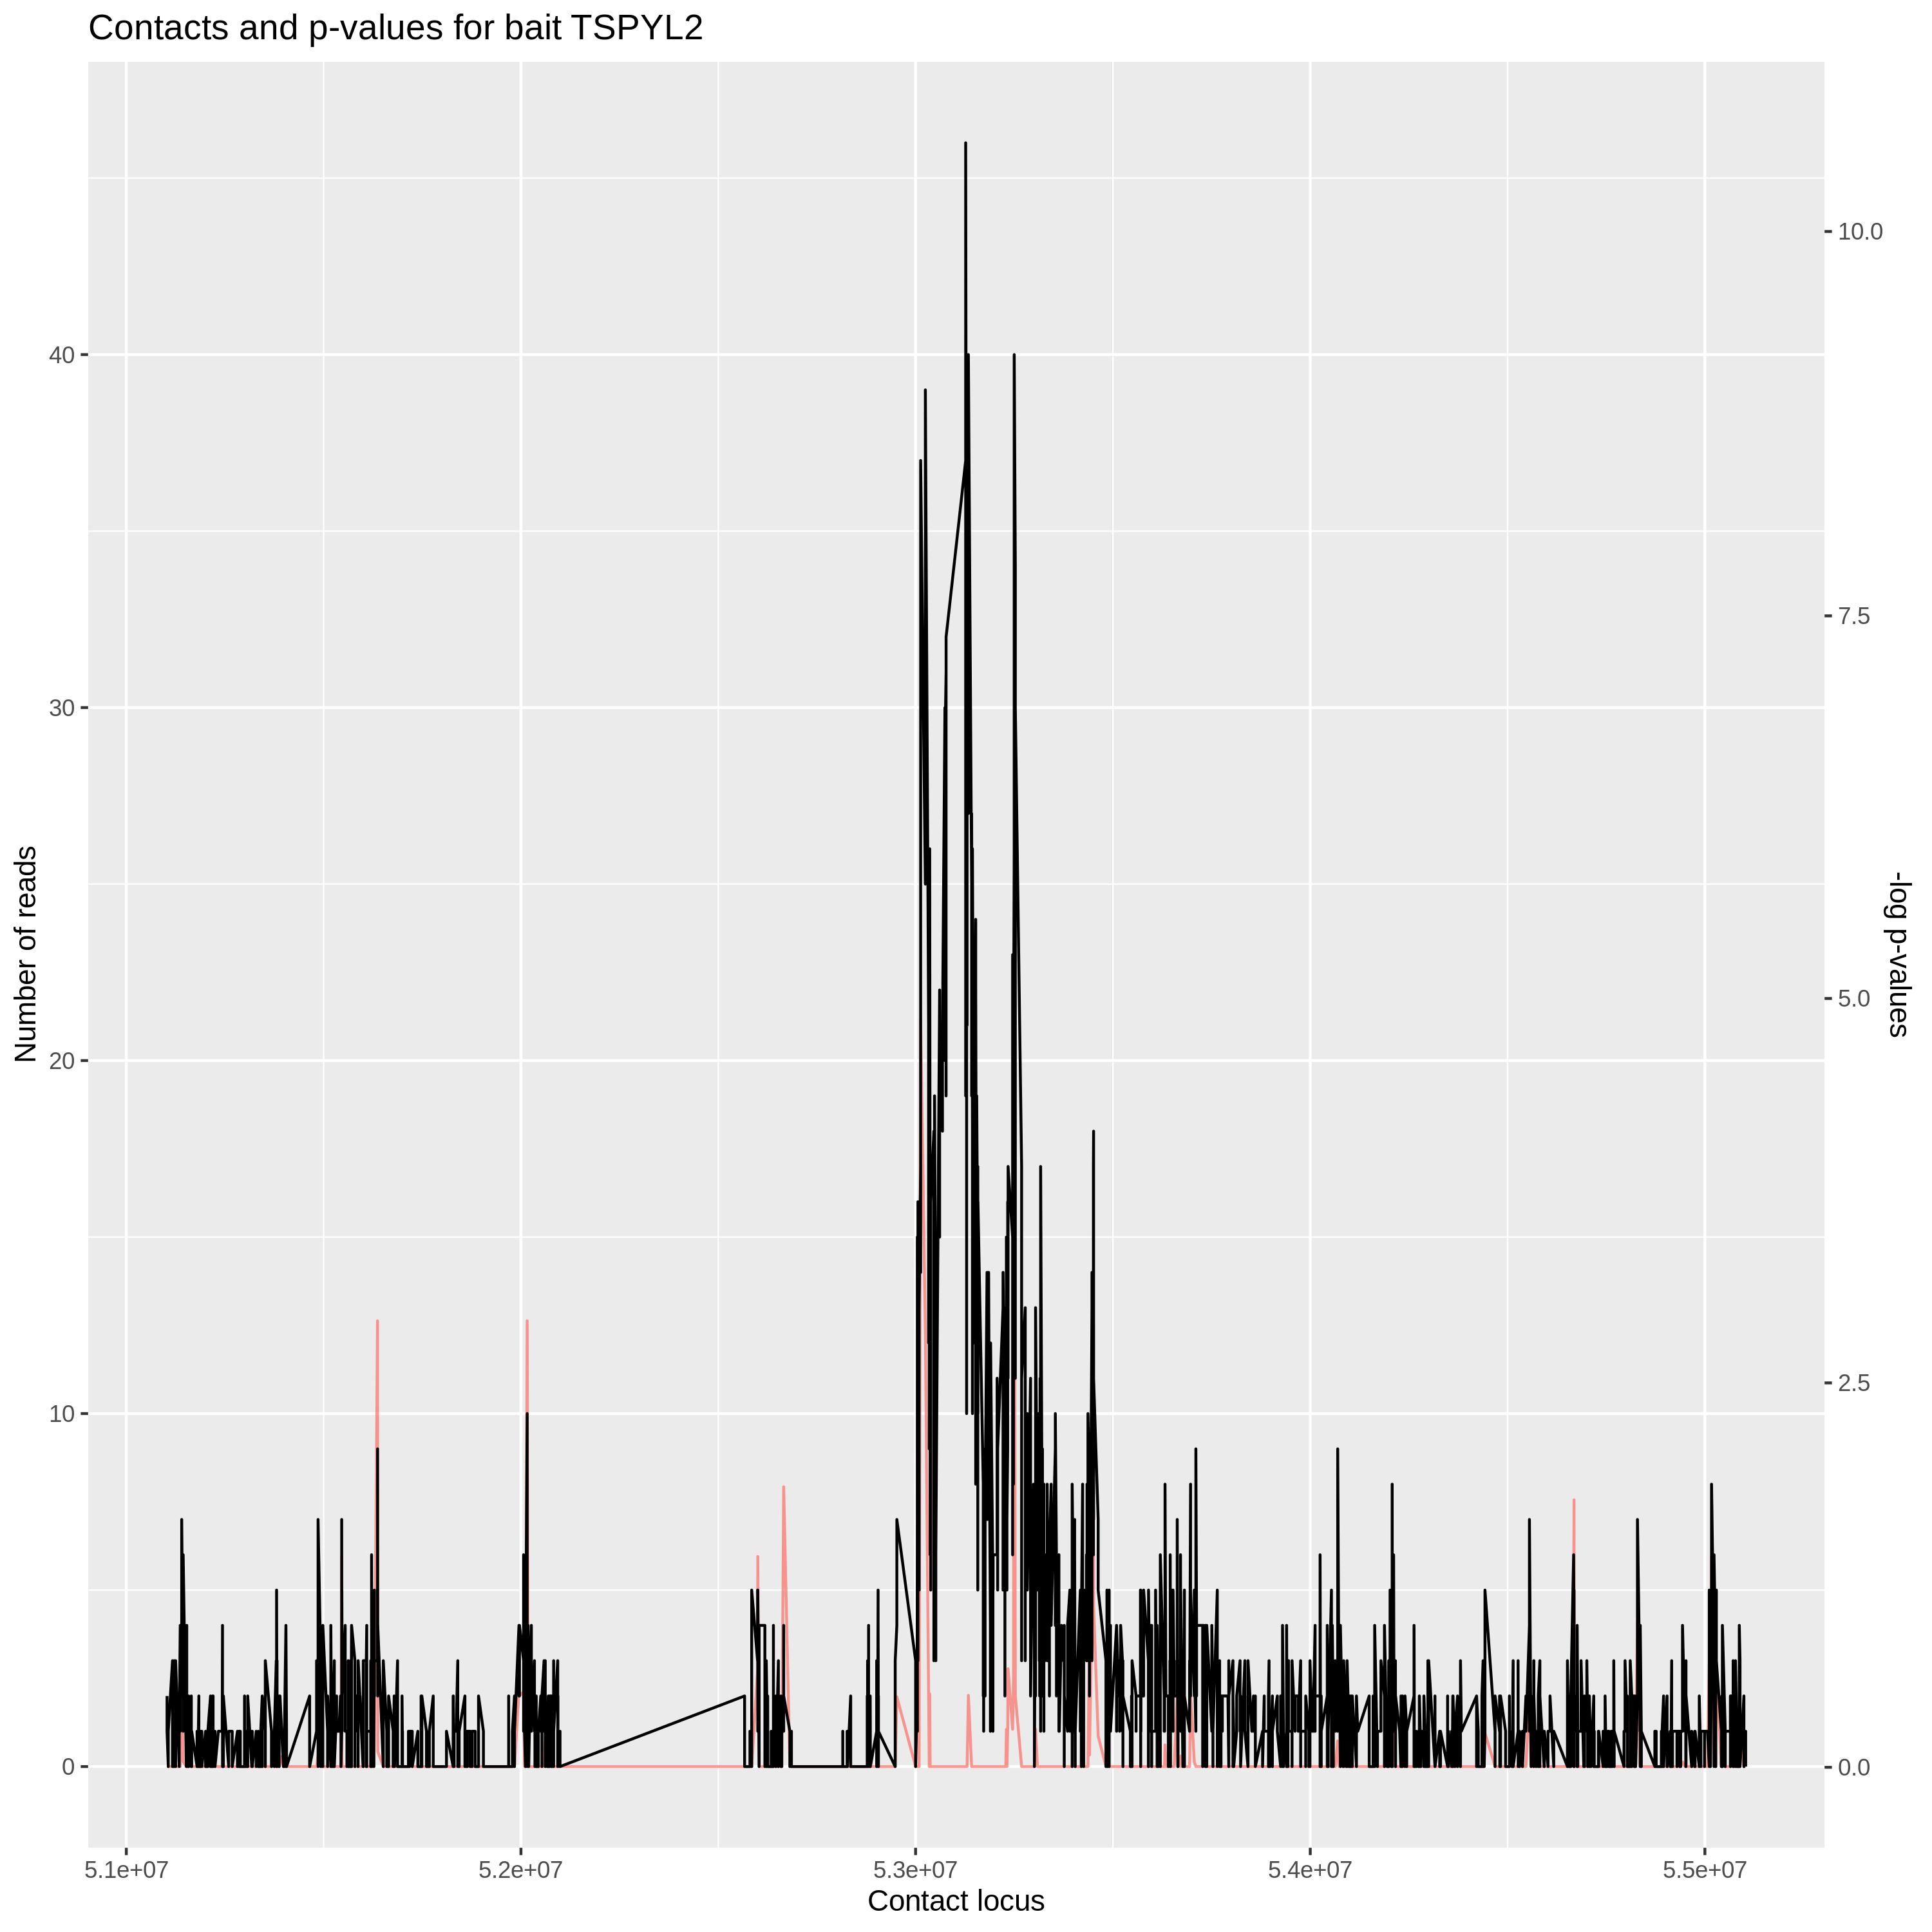 Contacts and p-values for bait TSPYL2
Number of reads
40
30
20
10
0
10.0
7.5
5.0
2.5
0.0
-log p-values
5.1e+07 5.2e+07 5.3e+07 5.4e+07 5.5e+07
Contact locus